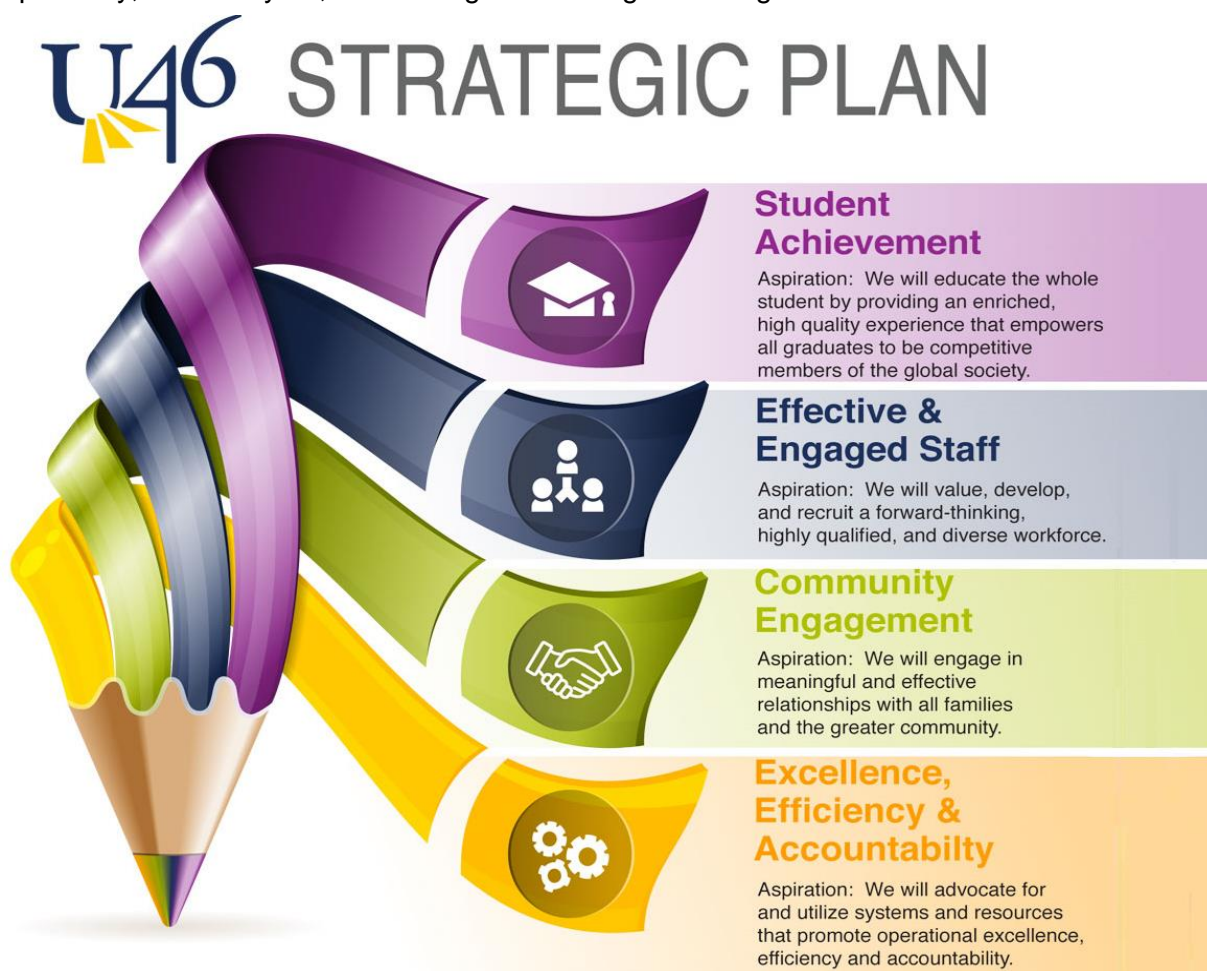 U46 STRATEGIC PLAN
Student
Achievement
Aspiration: We will educate the whole
student by providing an enriched,
high quality experience that empowers
all graduates to be competitive
members of the global society.
Effective &
Engaged Staff
Aspiration: We will value, develop,
and recruit a forward-thinking,
highly qualified, and diverse workforce.
Community
Engagement
Aspiration: We will engage in
meaningful and effective
relationships with all families
and the greater community.
Excellence,
Efficiency &
Accountabilty
Aspiration: We will advocate for
and utilize systems and resources
that promote operational excellence,
efficiency and accountability.